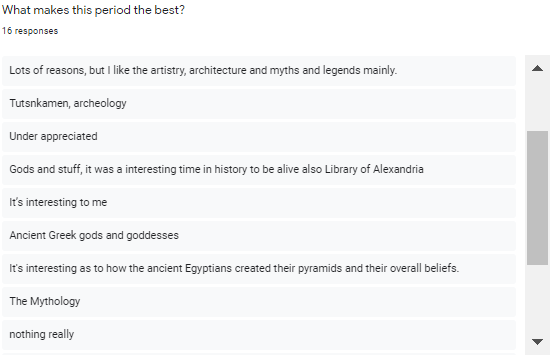 What makes this period the best?
16 responses
Lots of reasons, but I like the artistry, architecture and myths and legends mainly.
Tutsnkamen, archeology
Under appreciated
Gods and stuff, it was a interesting time in history to be alive also Library of Alexandria
It's interesting to me
Ancient Greek gods and goddesses
It's interesting as to how the ancient Egyptians created their pyramids and their overall beliefs.
The Mythology
nothing really